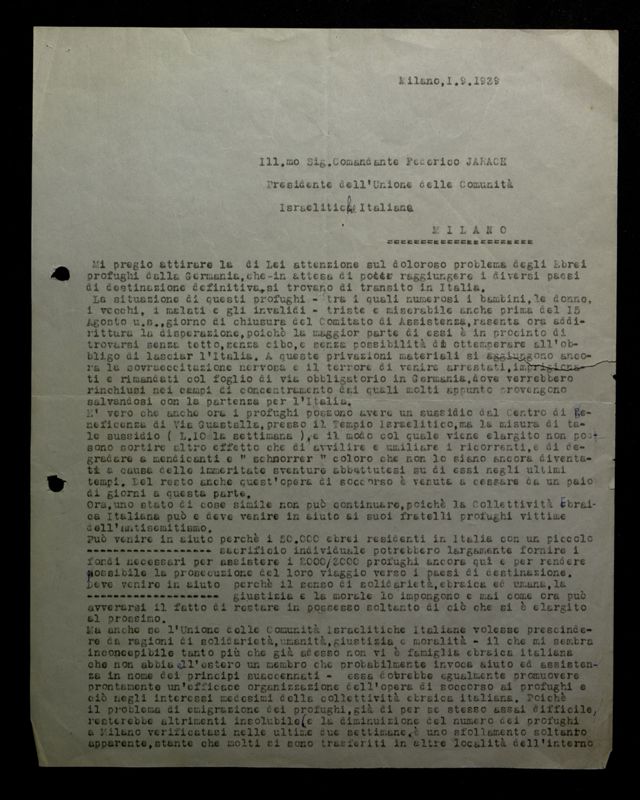 Milano,I.9.1939
Ill.mo Sig.Comandante Federico JARACH
Presidente dell'Unione delle Comunità
Israelitiche Italiane
MILANO
Mi pregio attirare la di Lei attenzione sul doloroso problema degli Ebrei
profughi dalla Germania,che-in attesa di poter raggiungere i diversi paesi
di destinazione definitiva,si trovano di transito in Italia.
La situazione di questi profughi - tra i quali numerosi i bambini,le donne,
i vecchi, i malati e gli invalidi - triste e miserabile anche prima del I5
Agosto u.s.,giorno di chiusura del Comitato di Assistenza,rasenta ora addi-
rittura la disperazione,poichè la maggior parte di essi è in procinto di
trovarsi senza tetto,senza cibo,e senza possibilità di ottemperare all'ob-
bligo di lasciar l'Italia. A queste privazioni materiali si aggiungono anco-
ra la sovraeccitazione nervosa e il terrore di venire arrestati,imprigiona-
ti e rimandati col foglio di via obbligatorio in Germania,dove verrebbero
rinchiusi nei campi di concentramento dai quali molti appunto provengono
salvandosi con la partenza per l'Italia.
E' vero che anche ora i profughi possono avere un sussidio dal Centro di Be-
neficenza di Via Guastalla,presso il Tempio Israelitico,ma la misura di ta-
le sussidio ( L.IO la settimana ),e il modo col quale viene elargito non pos-
sono sortire altro effetto che di avvilire e umiliare i ricorrenti,e di de-
gradare a mendicanti e " schnorrer " coloro che non lo siano ancora diventa-
ti a causa delle immeritate sventure abbattutesi su di essi negli ultimi
tempi. Del resto anche quest'opera di soccorso è venuta a cessare da un paio
di giorni a questa parte.
Ora,uno stato di cose simile non può continuare,poichè la Collettività Ebrai-
ca Italiana può e deve venire in aiuto ai suoi fratelli profughi vittime
dell'antisemitismo.
Può venire in aiuto perchè i 50.000 ebrei residenti in Italia con un piccolo
------------------ sacrificio individuale potrebbero largamente fornire i
fondi necessari per assistere i 2000/3000 profughi ancora qui e per rendere
possibile la prosecuzione del loro viaggio verso i paesi di destinazione.
Deve venire in aiuto perchè il senso di solidarietà,ebraica ed umana,la
------------------- giustizia e la morale lo impongono e mai come ora può
avverarsi il fatto di restare in possesso soltanto di ciò che si è elargito
al prossimo.
Ma anche se l'Unione delle Comunità Israelitiche Italiane volesse prescinde-
re da ragioni di solidarietà,umanità,giustizia e moralità - il che mi sembra
inconcepibile tanto più che già adesso non vi è famiglia ebraica italiana
che non abbia all'estero un membro che probabilmente invoca aiuto ed assisten-
za in nome dei principi suaccennati - essa dobrebbe egualmente promuovere
prontamente un'efficace organizzazione dell'opera di soccorso ai profughi e
ciò negli interessi medesimi della collettività ebraica italiana. Poichè
il problema di emigrazione dei profughi,già di per se stesso assai difficile,
resterebbe altrimenti insolubile(e la diminuizione del numero dei profughi
a Milano verificatasi nelle ultime due settimane,è uno sfollamento soltanto
apparente,stante che molti si sono trasferiti in altre località dell'interno